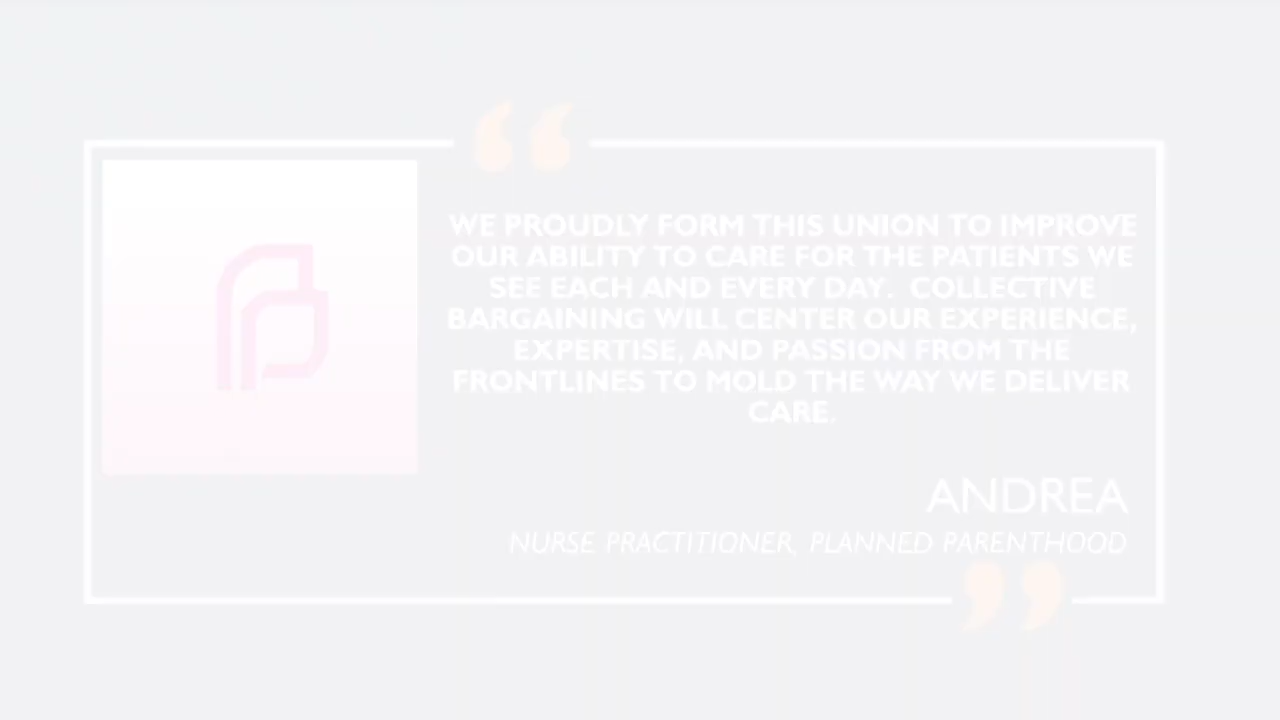 WE PROUDLY FORM THIS UNION TO IMPROVE
OUR ABILITY TO CARE FOR THE PATIENTS WE
SEE EACH AND EVERY DAY. COLLECTIVE
BARGAINING WILL CENTER OUR EXPERIENCE,
EXPERTISE, AND PASSION FROM THE
FRONTLINES TO MOLD THE WAY WE DELIVER
CARE.
ANDREA
NURSE PRACTITIONER, PLANNED PARENTHOOD